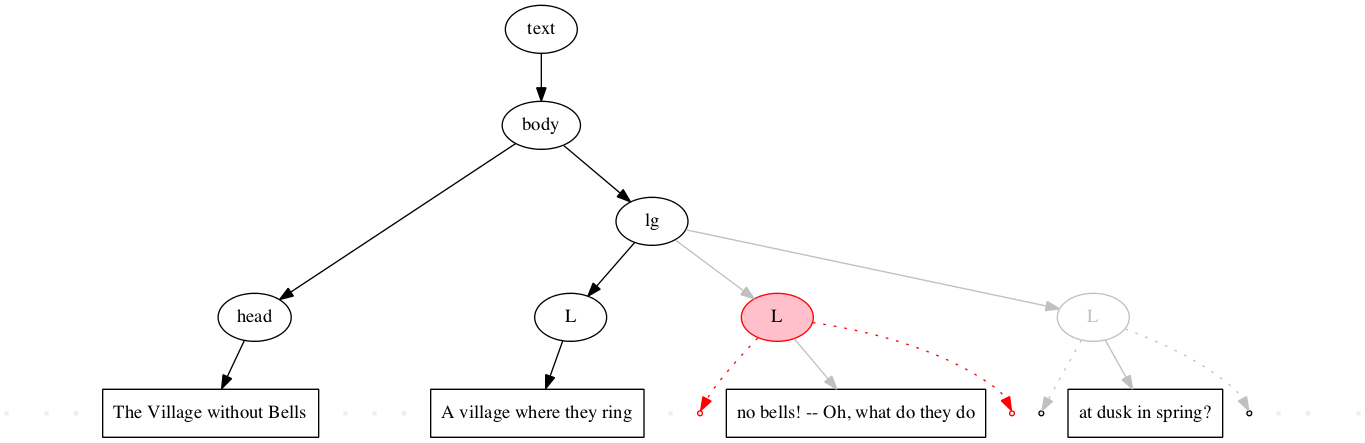 text
body
lg
head
L
L
L
The Village without Bells
A village where they ring
no bells! -- Oh, what do they do
at dusk in spring?